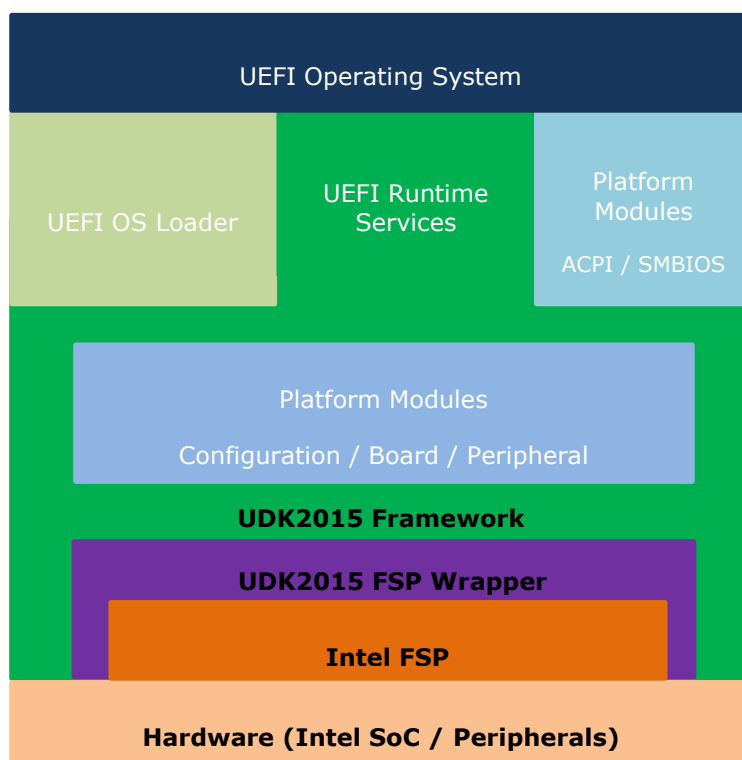 UEFI Operating System
UEFI OS Loader
UEFI Runtime
Services
Platform
Modules
ACPI / SMBIOS
Platform Modules
Configuration / Board / Peripheral
UDK2015 Framework
UDK2015 FSP Wrapper
Intel FSP
Hardware (Intel SoC / Peripherals)